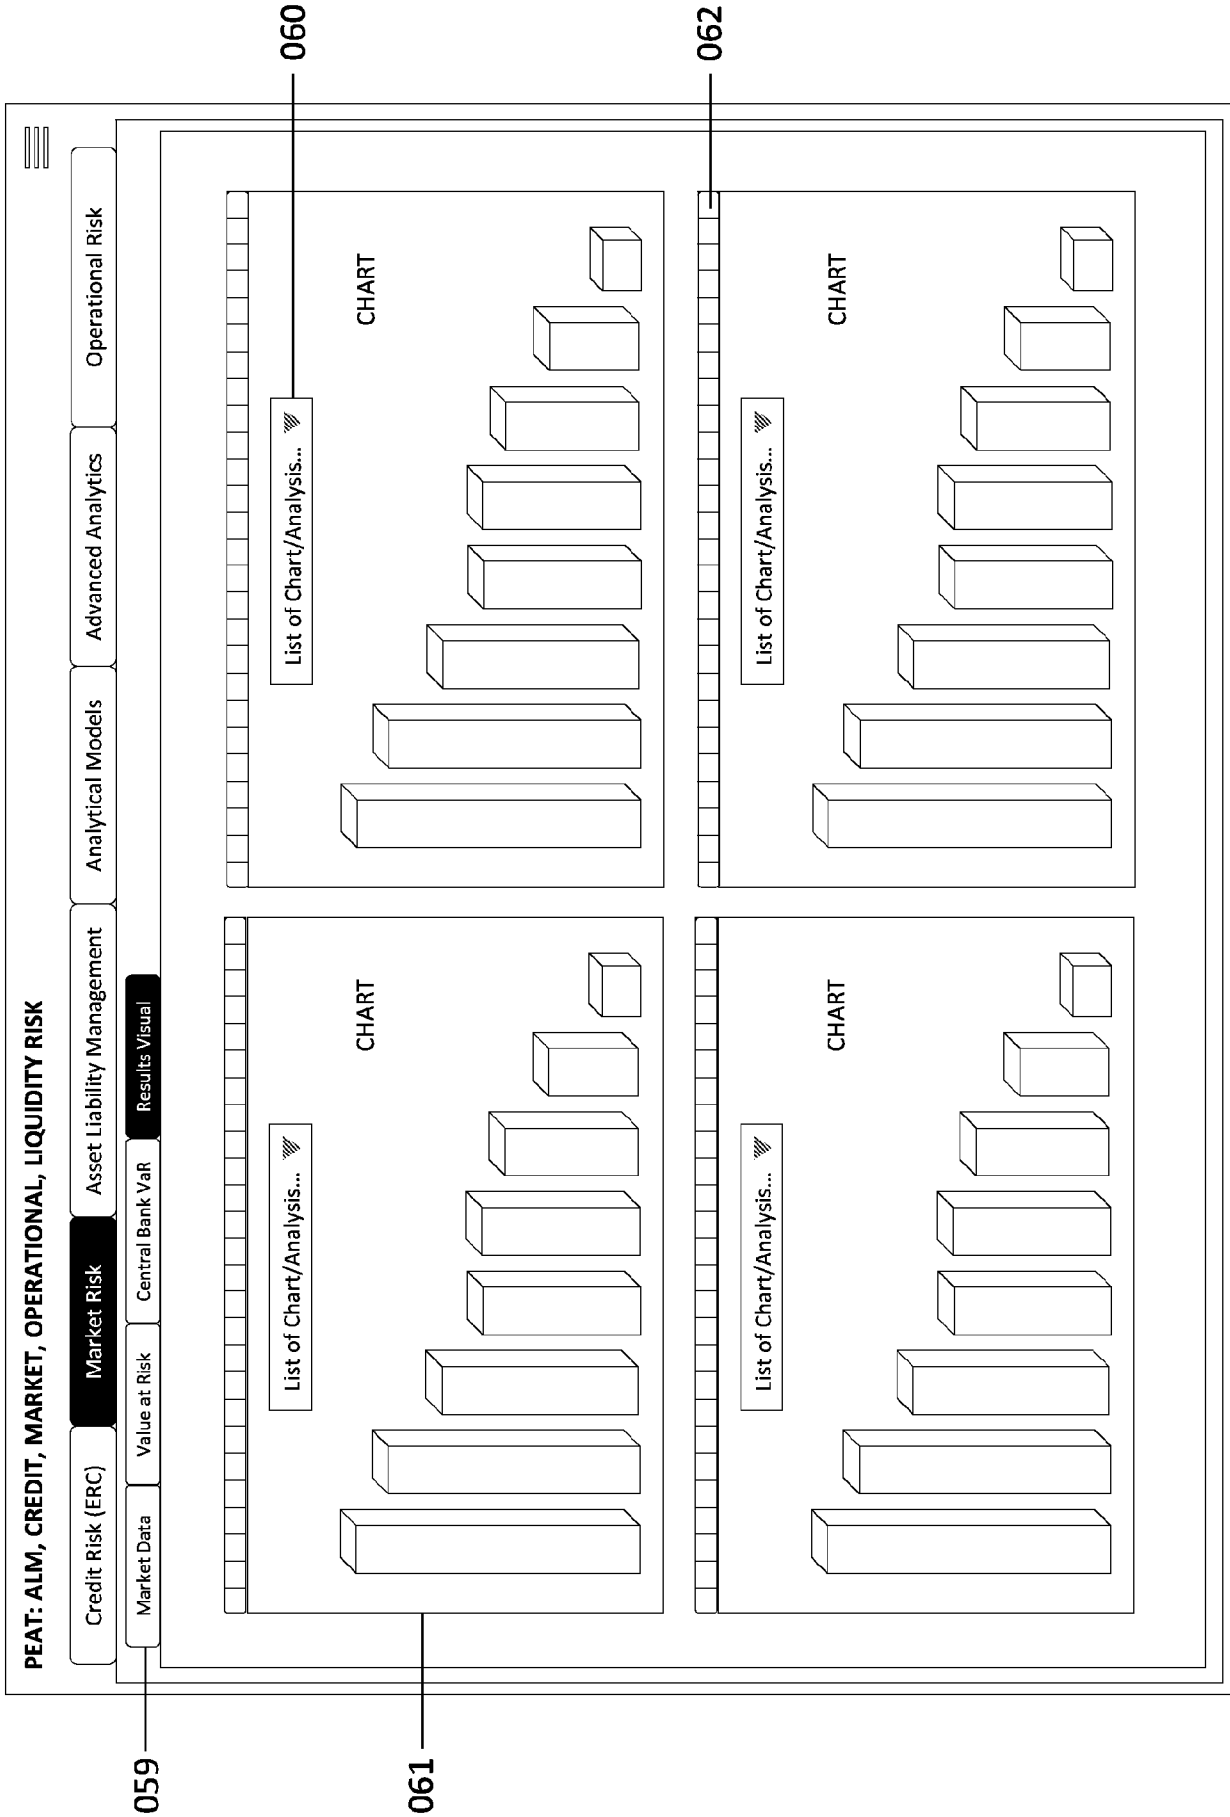 PEAT: ALM, CREDIT, MARKET, OPERATIONAL, LIQUIDITY RISK
Credit Risk (ERC) Market Risk Asset Liability Management Analytical Models Advanced Analytics Operational Risk
059
Market Data Value at Risk Central Bank VaR Results Visual
List of Chart/Analysis...
CHART
List of Chart/Analysis...
060
CHART
061
List of Chart/Analysis...
CHART
List of Chart/Analysis...
CHART
062